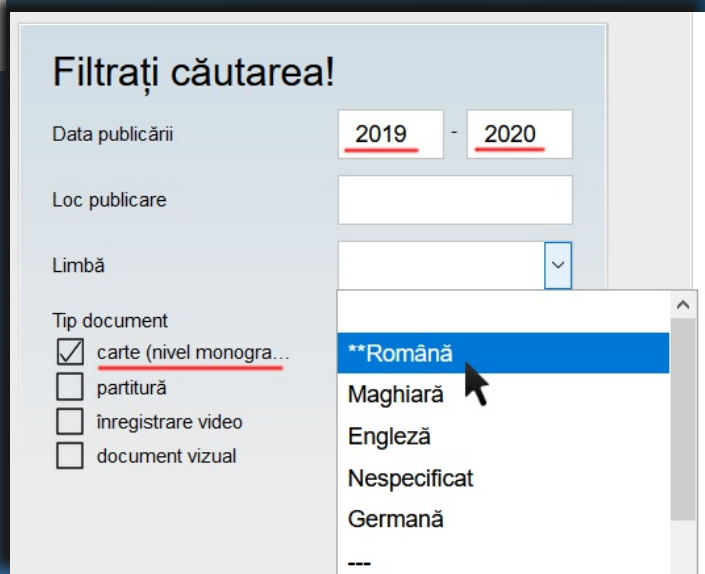 Filtrați căutarea!
Data publicării 2019 - 2020
Loc publicare
Limbă
Tip document
carte (nivel monogra...
partitură
înregistrare video
document vizual
**Română
Maghiară
Engleză
Nespecificat
Germană
---